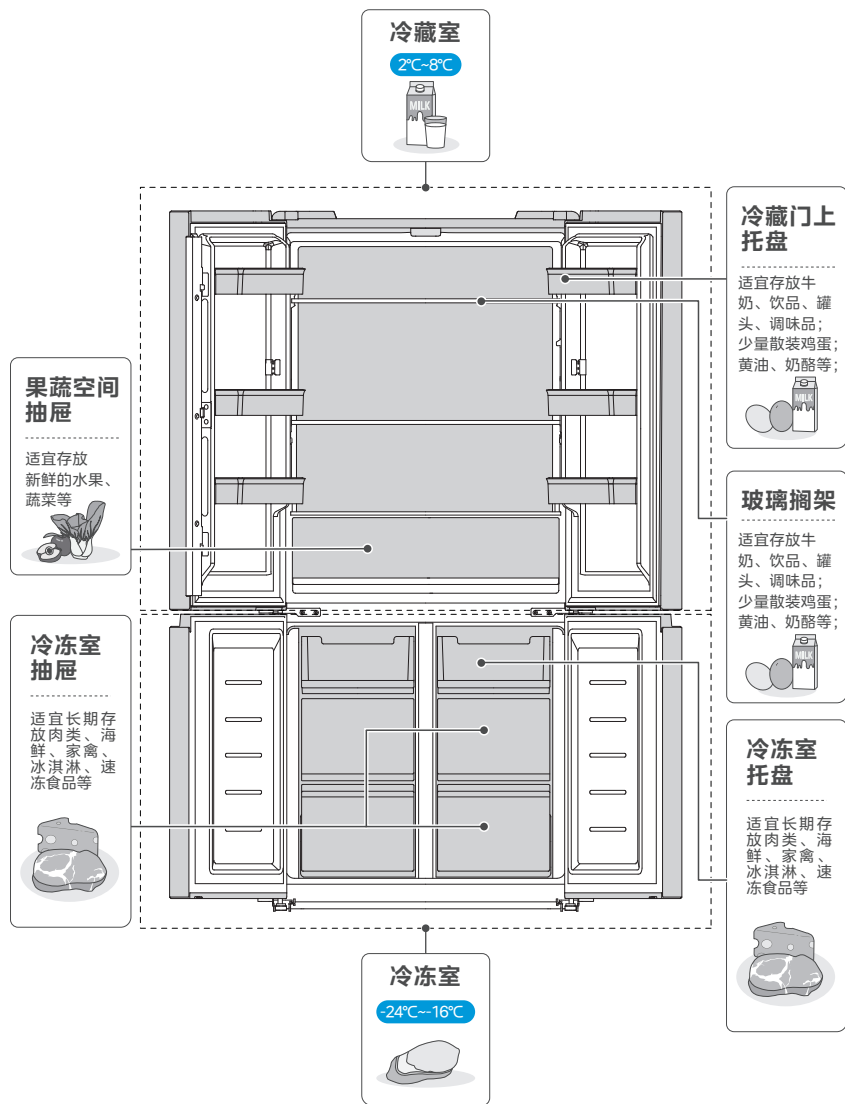 冷藏室
2℃~8℃
MILK
冷藏门上
托盘
适宜存放牛
奶、饮品、罐
头、调味品；
少量散装鸡蛋；
黄油、奶酪等；
MILK
果蔬空间
抽屉
适宜存放
新鲜的水果、
蔬菜等
玻璃搁架
适宜存放牛
奶、饮品、罐
头、调味品；
少量散装鸡蛋；
黄油、奶酪等；
MILK
冷冻室
抽屉
适宜长期存
放肉类、海
鲜、家禽、
冰淇淋、速
冻食品等
冷冻室
托盘
适宜长期存
放肉类、海
鲜、家禽、
冰淇淋、速
冻食品等
冷冻室
-24℃~-16℃